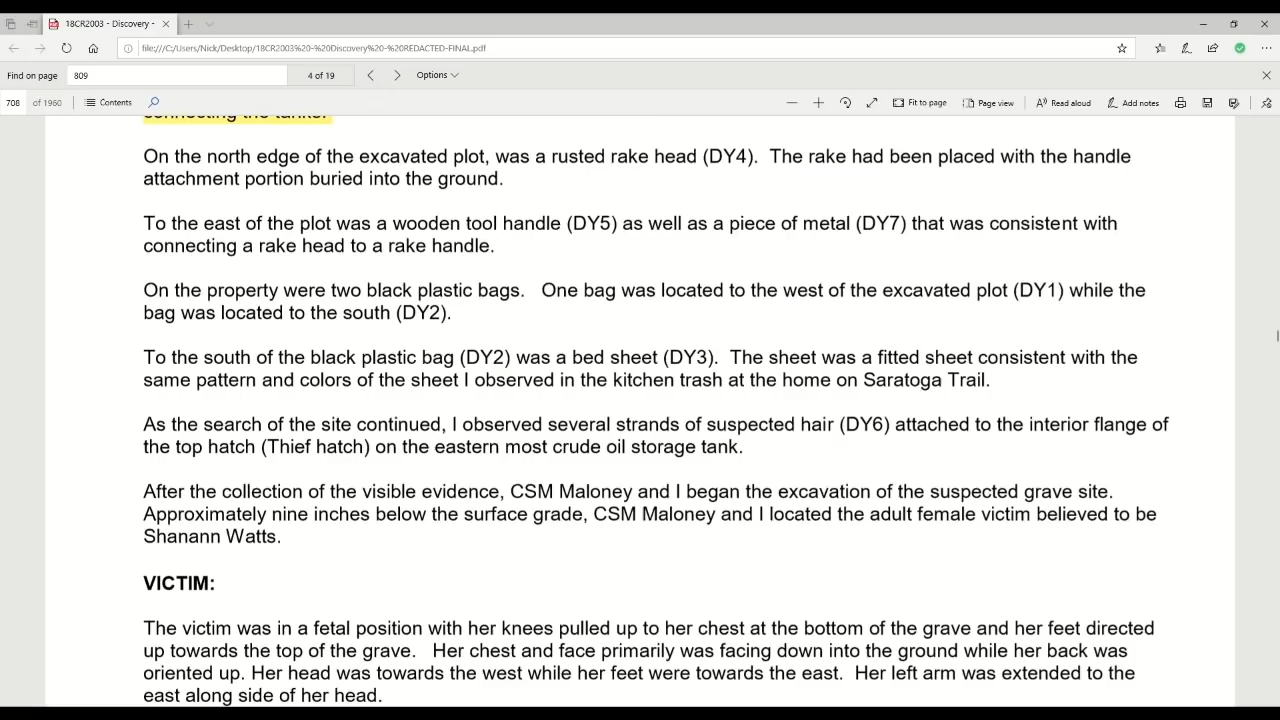 18CR2003 - Discovery -
file:///C:/Users/Nick/Desktop/18CR2003%20-%20Discovery%20-%20REDACTED-FINAL.pdf
Find on page 809 4 of 19 Options
708 of 1960 Contents Fit to page Page view Read aloud Add notes
connecting the tanks.
On the north edge of the excavated plot, was a rusted rake head (DY4).  The rake had been placed with the handle
attachment portion buried into the ground.
To the east of the plot was a wooden tool handle (DY5) as well as a piece of metal (DY7) that was consistent with
connecting a rake head to a rake handle.
On the property were two black plastic bags.   One bag was located to the west of the excavated plot (DY1) while the
bag was located to the south (DY2).
To the south of the black plastic bag (DY2) was a bed sheet (DY3).  The sheet was a fitted sheet consistent with the
same pattern and colors of the sheet I observed in the kitchen trash at the home on Saratoga Trail.
As the search of the site continued, I observed several strands of suspected hair (DY6) attached to the interior flange of
the top hatch (Thief hatch) on the eastern most crude oil storage tank.
After the collection of the visible evidence, CSM Maloney and I began the excavation of the suspected grave site.
Approximately nine inches below the surface grade, CSM Maloney and I located the adult female victim believed to be
Shanann Watts.
VICTIM:
The victim was in a fetal position with her knees pulled up to her chest at the bottom of the grave and her feet directed
up towards the top of the grave.   Her chest and face primarily was facing down into the ground while her back was
oriented up. Her head was towards the west while her feet were towards the east.  Her left arm was extended to the
east along side of her head.